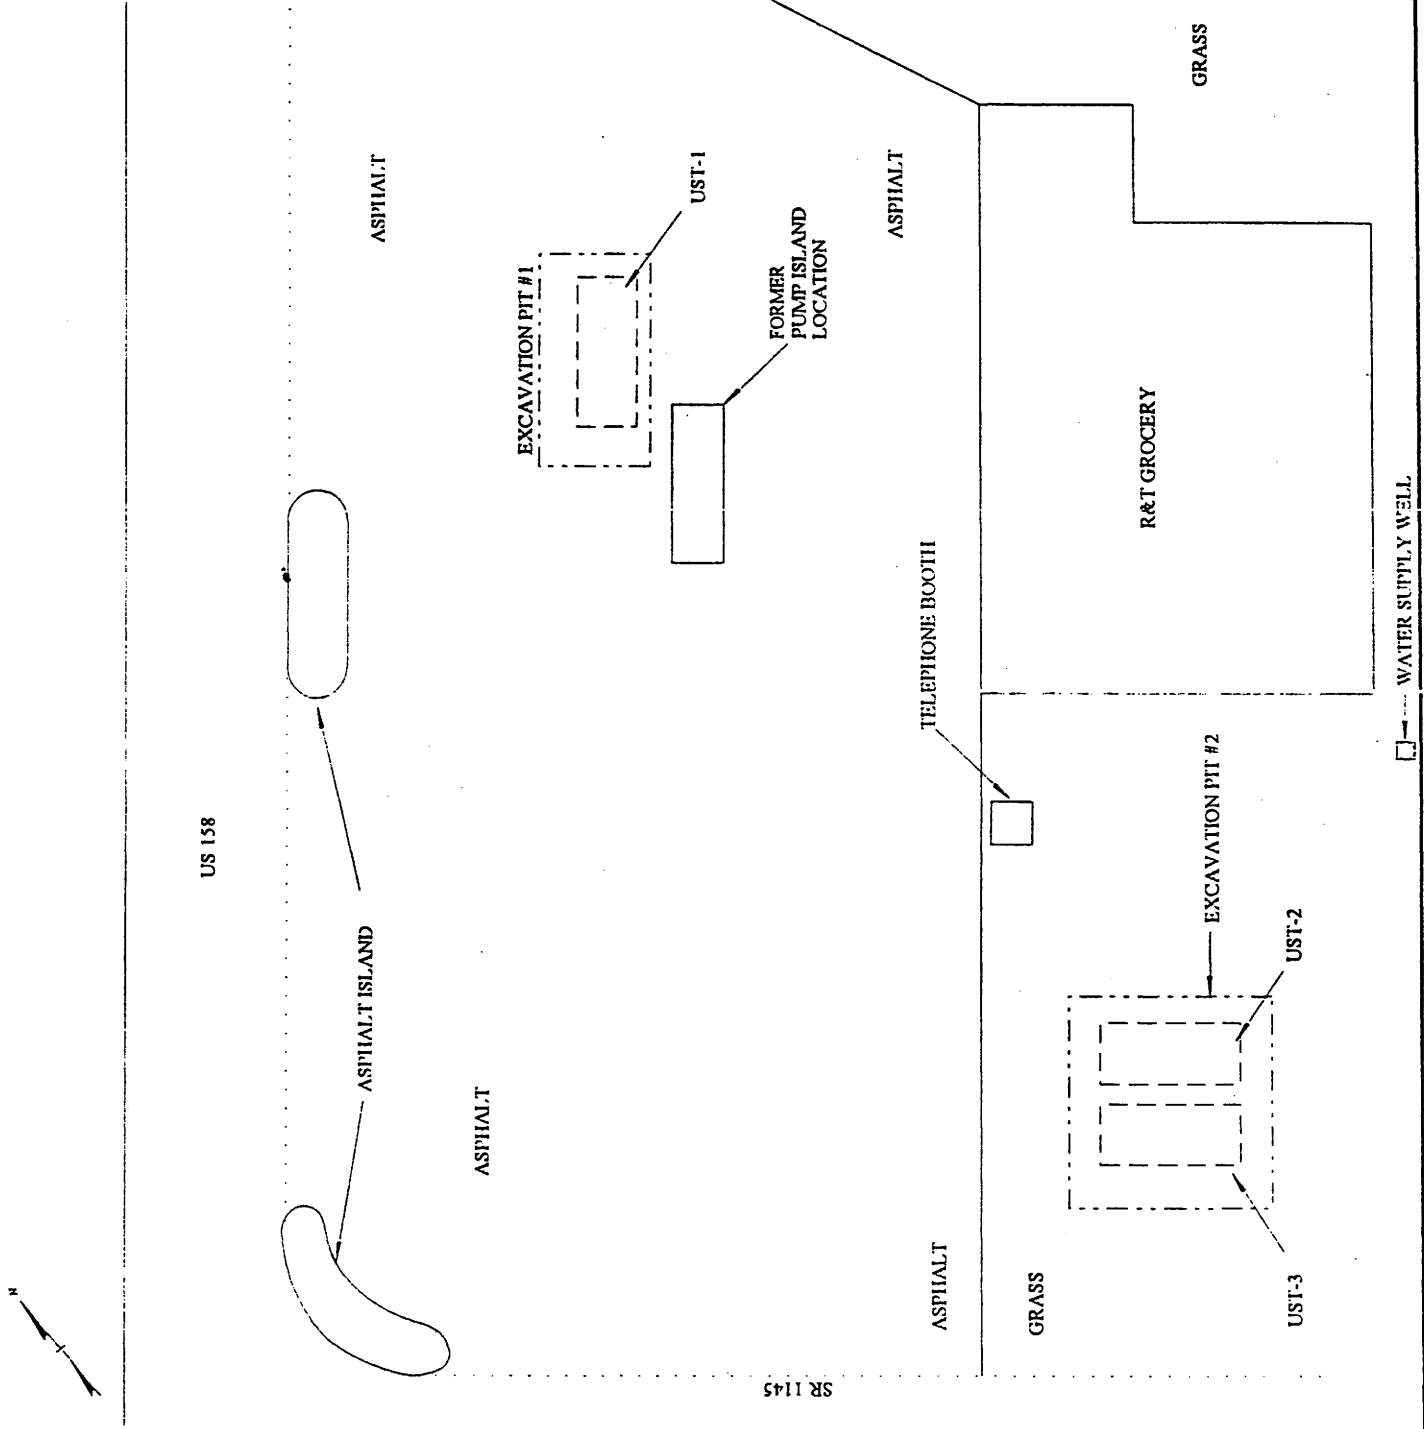 N
US 158
ASPHALT ISLAND
ASPHALT
ASPHALT
EXCAVATION PIT #1
UST-1
FORMER
PUMP ISLAND
LOCATION
ASPHALT
ASPHALT
TELEPHONE BOOTH
GRASS
R&T GROCERY
GRASS
EXCAVATION PIT #2
UST-2
UST-3
WATER SUPPLY WELL
SR 1145